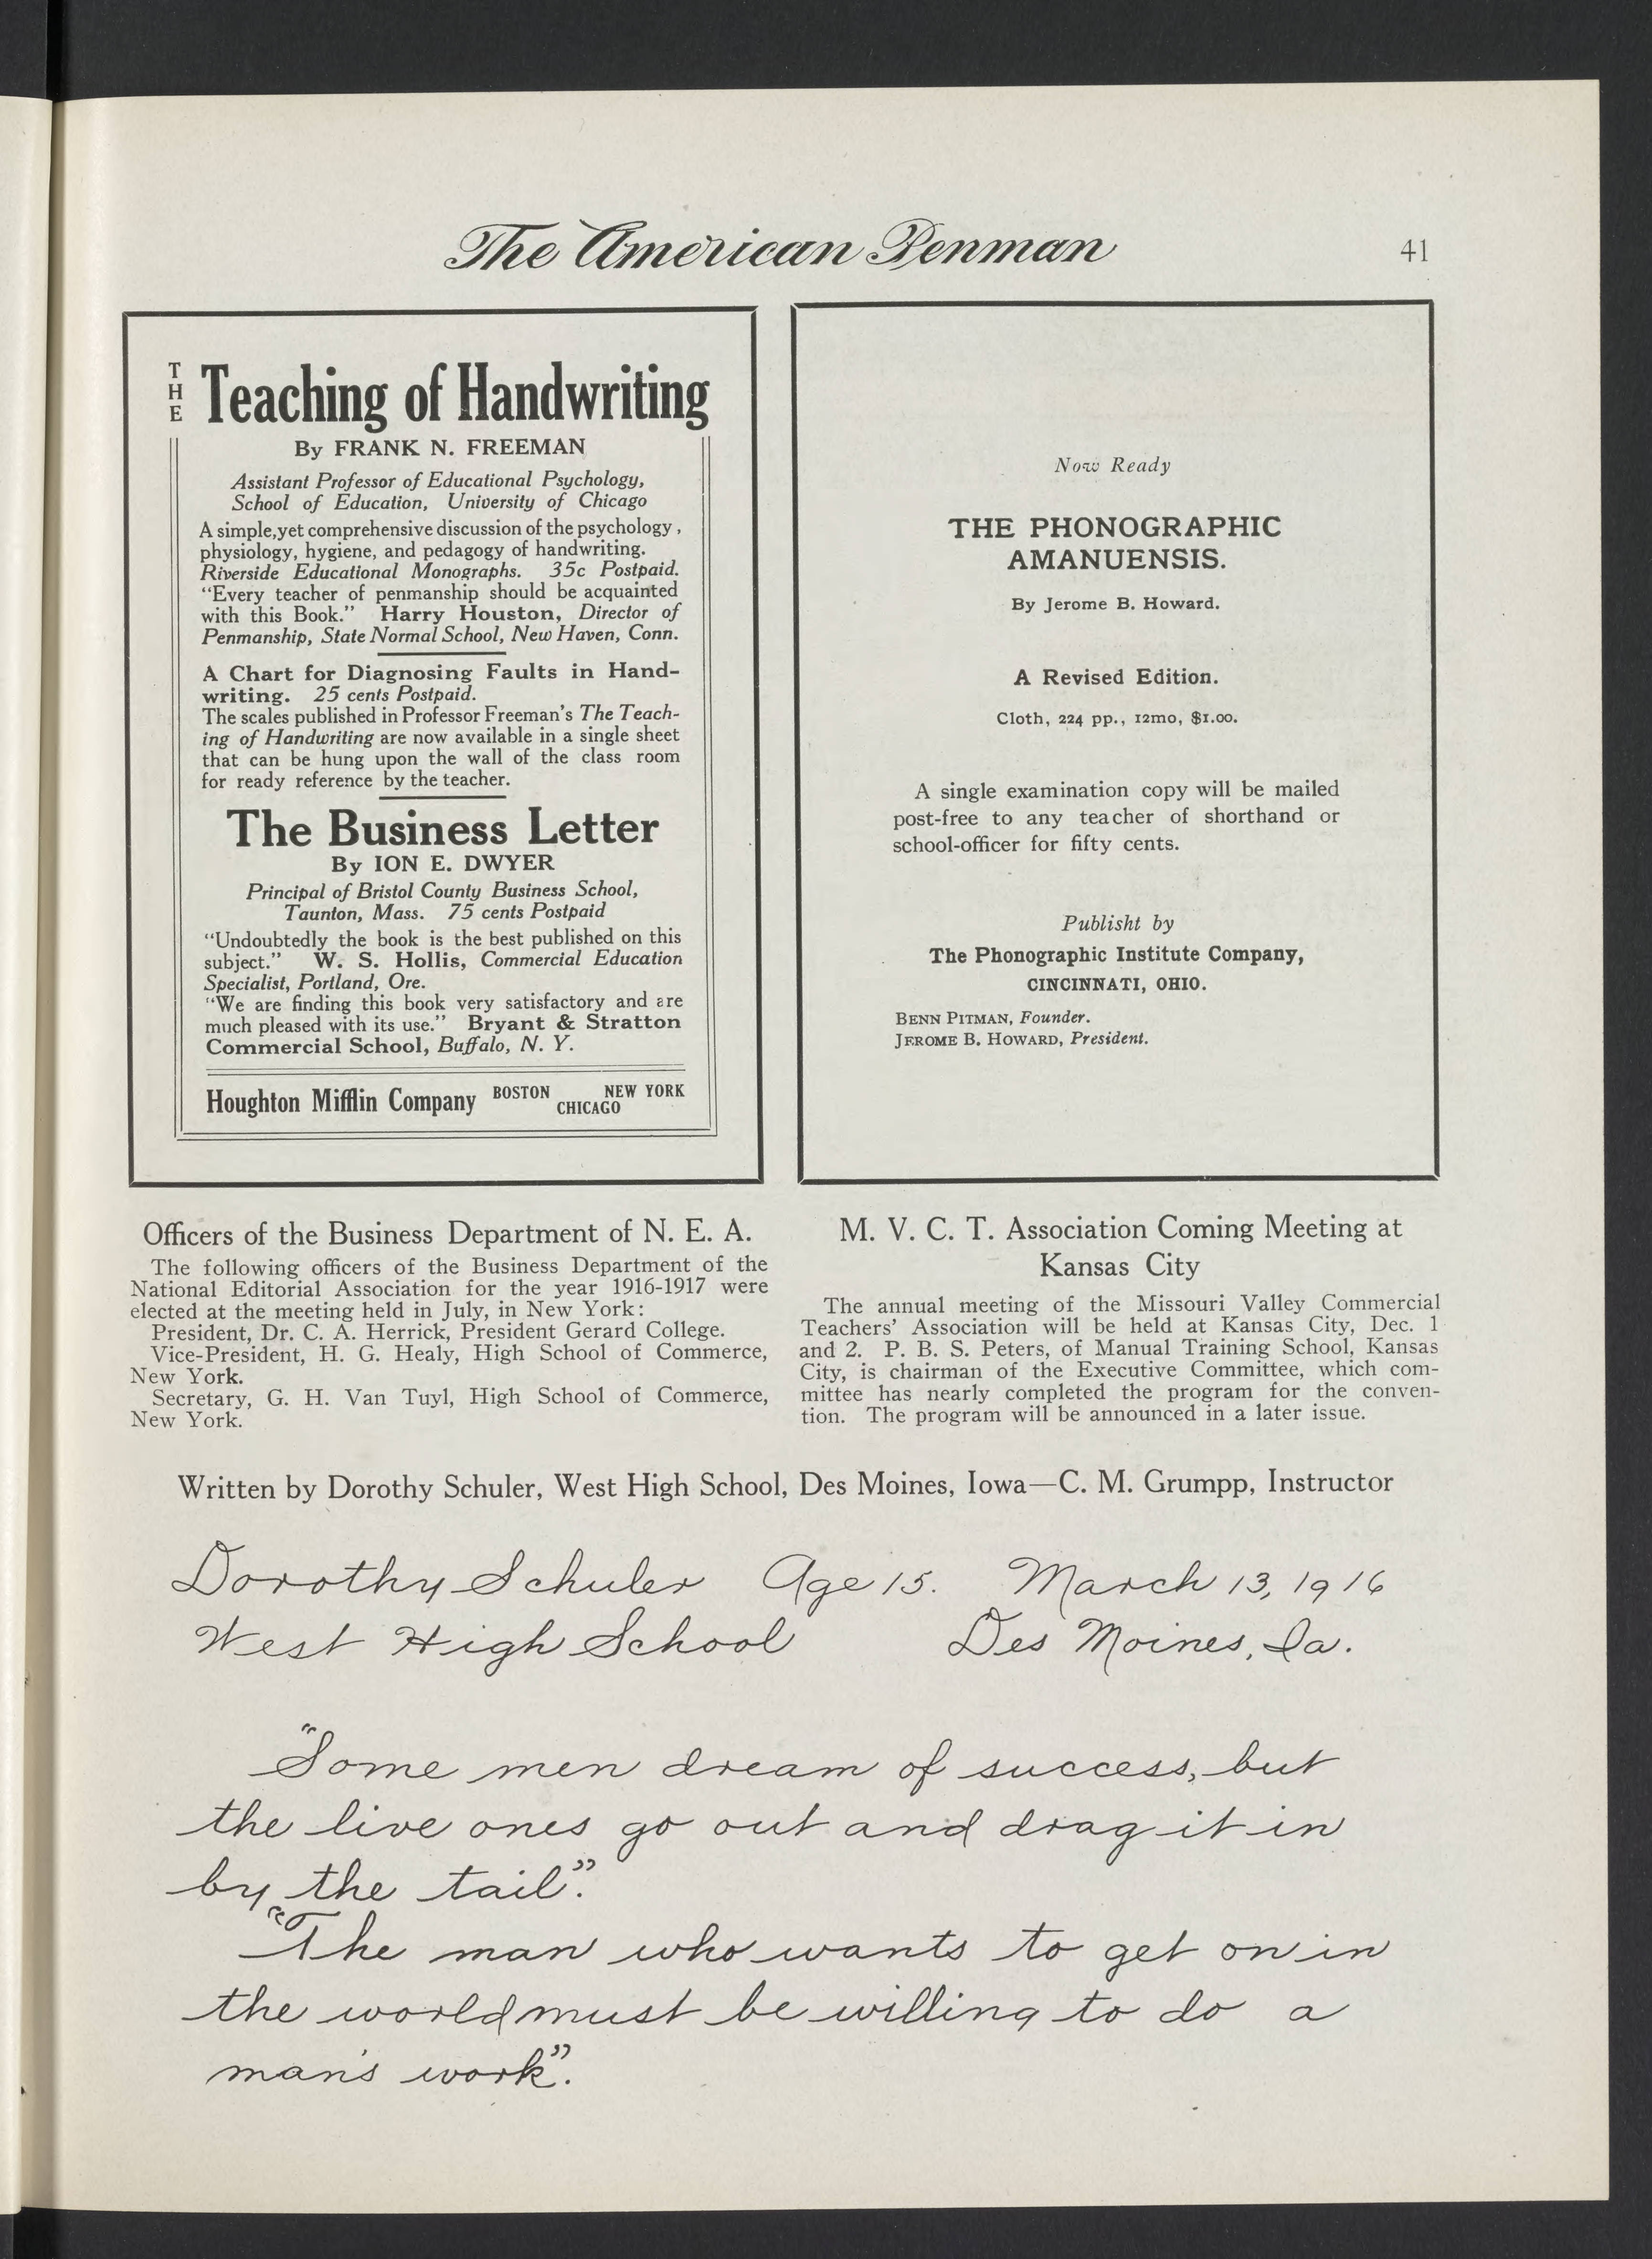 The American Penman
41
THE Teaching of Handwriting
By FRANK N. FREEMAN
Assistant Professor of Educational Psychology,
School of Education, University of Chicago
A simple,yet comprehensive discussion of the psychology,
physiology, hygiene, and pedagogy of handwriting.
Riverside Educational Monographs. 35c Postpaid.
"Every teacher of penmanship should be acquainted
with this Book." Harry Houston, Director of
Penmanship, State Normal School, New Haven, Conn.
A Chart for Diagnosing Faults in Hand-
writing. 25 cents Postpaid.
The scales published in Professor Freeman's The Teach-
ing of Handwriting are now available in a single sheet
that can be hung upon the wall of the class room
for ready reference by the teacher.
The Business Letter
By ION E. DWYER
Principal of Bristol County Business School,
Taunton, Mass. 75 cents Postpaid
"Undoubtedly the book is the best published on this
subject." W. S. Hollis, Commercial Education
Specialist, Portland, Ore.
"We are finding this book very satisfactory and are
much pleased with its use." Bryant & Stratton
Commercial School, Buffalo, N. Y.
Houghton Mifflin Company BOSTON NEW YORK
CHICAGO
Now Ready
THE PHONOGRAPHIC
AMANUENSIS.
By Jerome B. Howard.
A Revised Edition.
Cloth, 224 pp., 12mo, $1.00.
A single examination copy will be mailed
post-free to any teacher of shorthand or
school-officer for fifty cents.
Publisht by
The Phonographic Institute Company,
CINCINNATI, OHIO.
BENN PITMAN, Founder.
JEROME B. HOWARD, President.
Officers of the Business Department of N. E. A.
The following officers of the Business Department of the
National Editorial Association for the year 1916-1917 were
elected at the meeting held in July, in New York:
President, Dr. C. A. Herrick, President Gerard College.
Vice-President, H. G. Healy, High School of Commerce,
New York.
Secretary, G. H. Van Tuyl, High School of Commerce,
New York.
M. V. C. T. Association Coming Meeting at
Kansas City
The annual meeting of the Missouri Valley Commercial
Teachers' Association will be held at Kansas City, Dec. 1
and 2. P. B. S. Peters, of Manual Training School, Kansas
City, is chairman of the Executive Committee, which com-
mittee has nearly completed the program for the conven-
tion. The program will be announced in a later issue.
Written by Dorothy Schuler, West High School, Des Moines, Iowa—C. M. Grumpp, Instructor
Dorothy Schuler Age 15. March 13, 1916
West High School Des Moines, Ia.
"Some men dream of success, but
the live ones go out and drag it in
by the tail".
"The man who wants to get on in
the world must be willing to do a
man's work".